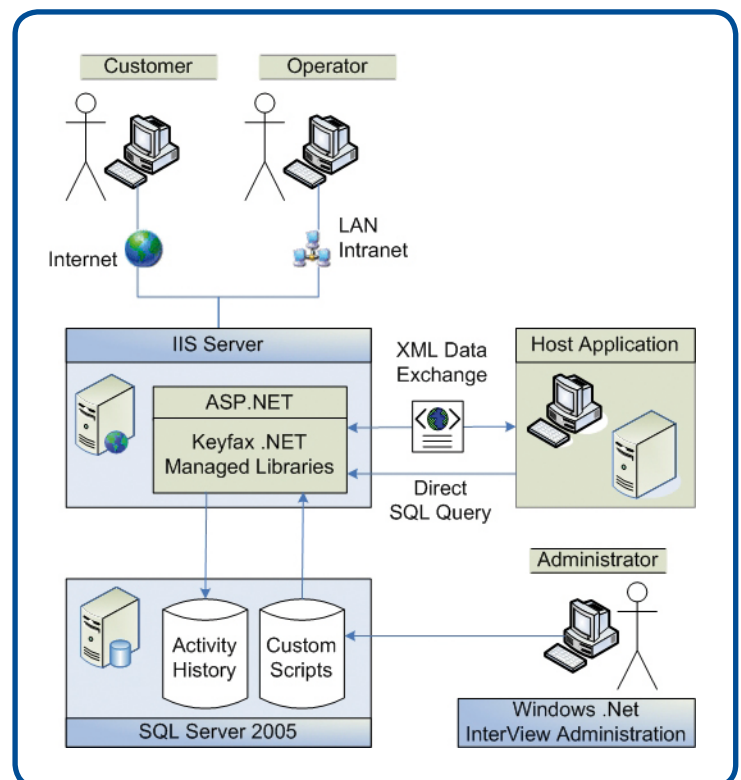 Customer
Operator
Internet
LAN
Intranet
IIS Server
ASP.NET
Keyfax .NET
Managed Libraries
XML Data
Exchange
Direct
SQL Query
Host Application
Activity
History
Custom
Scripts
SQL Server 2005
Administrator
Windows .Net
InterView Administration